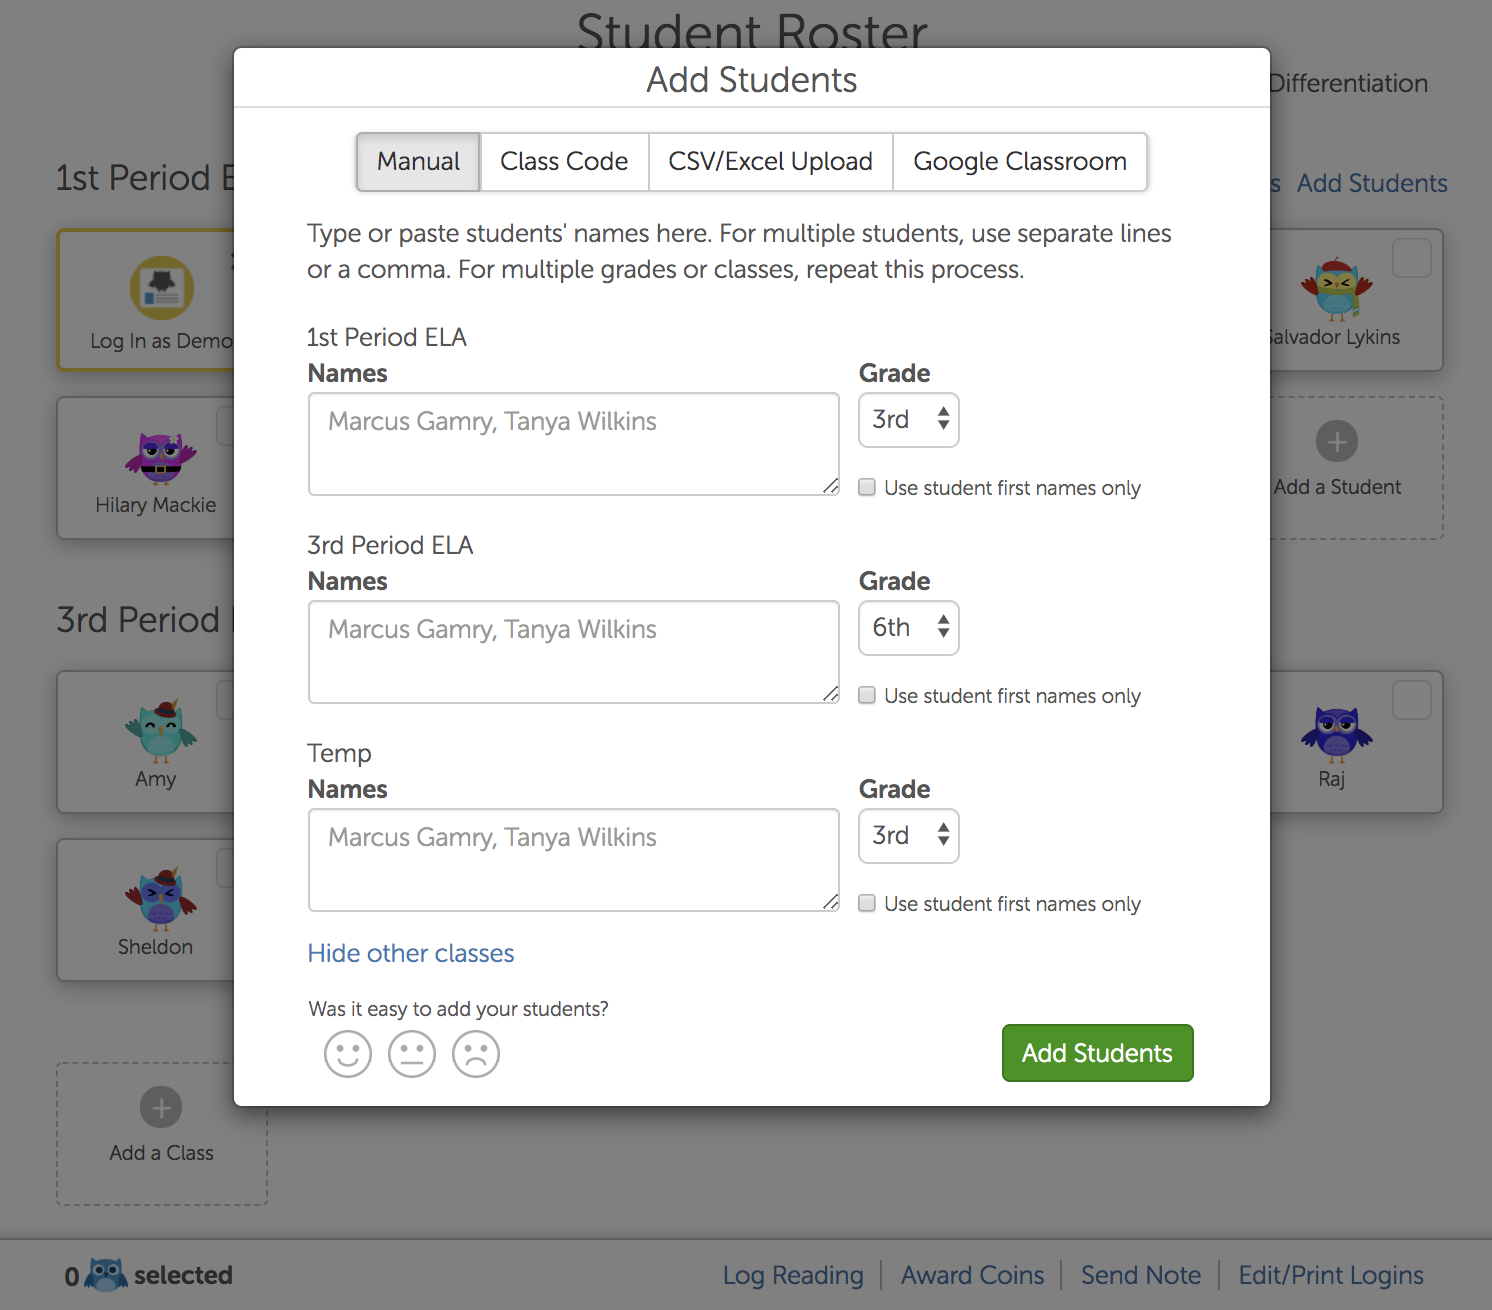 Student Roster
Add Students
Differentiation
Manual
Class Code
CSV/Excel Upload
Google Classroom
1st Period
s Add Students
Type or paste students' names here. For multiple students, use separate lines
or a comma. For multiple grades or classes, repeat this process.
Log In as Demo
Salvador Lykins
1st Period ELA
Names
Grade
Marcus Gamry, Tanya Wilkins
3rd
Use student first names only
Hilary Mackie
Add a Student
3rd Period ELA
Names
Grade
Marcus Gamry, Tanya Wilkins
6th
Use student first names only
3rd Period
Amy
Raj
Temp
Names
Grade
Marcus Gamry, Tanya Wilkins
3rd
Use student first names only
Sheldon
Hide other classes
Was it easy to add your students?
Add Students
Add a Class
0 selected
Log Reading
Award Coins
Send Note
Edit/Print Logins